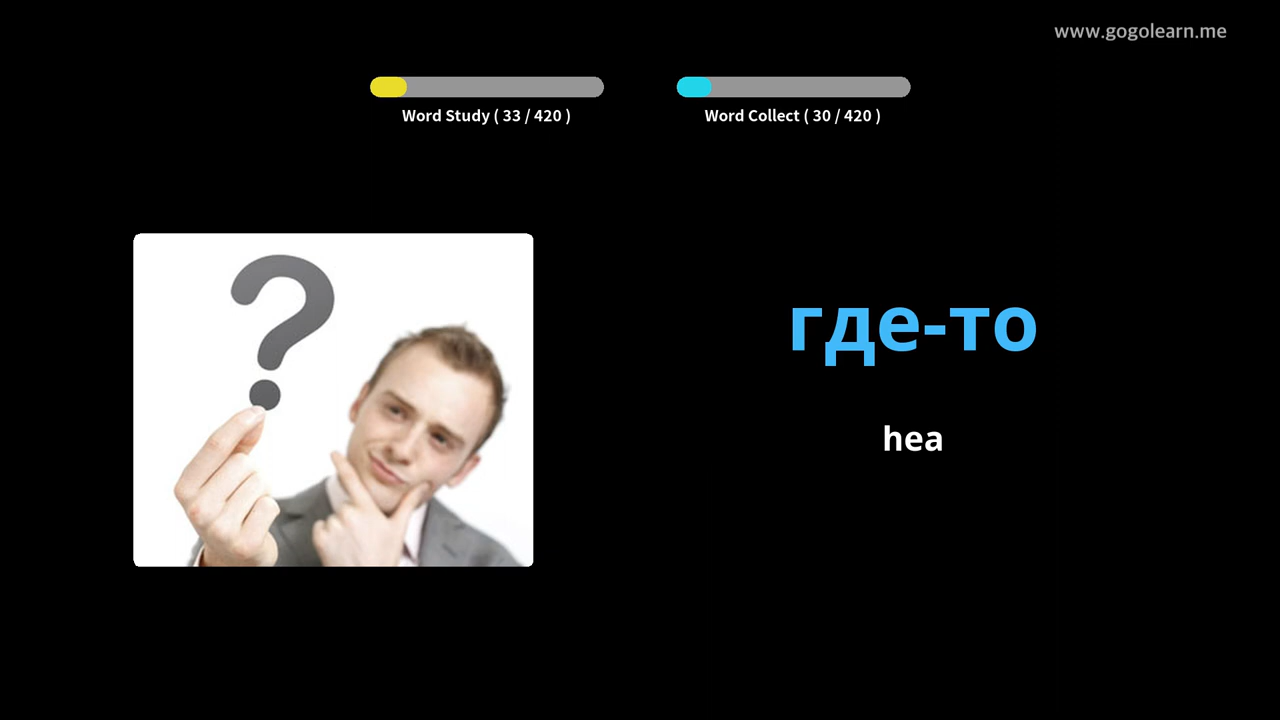 www.gogolearn.me
Word Study ( 33 / 420 )
Word Collect ( 30 / 420 )
?
где-то
hea